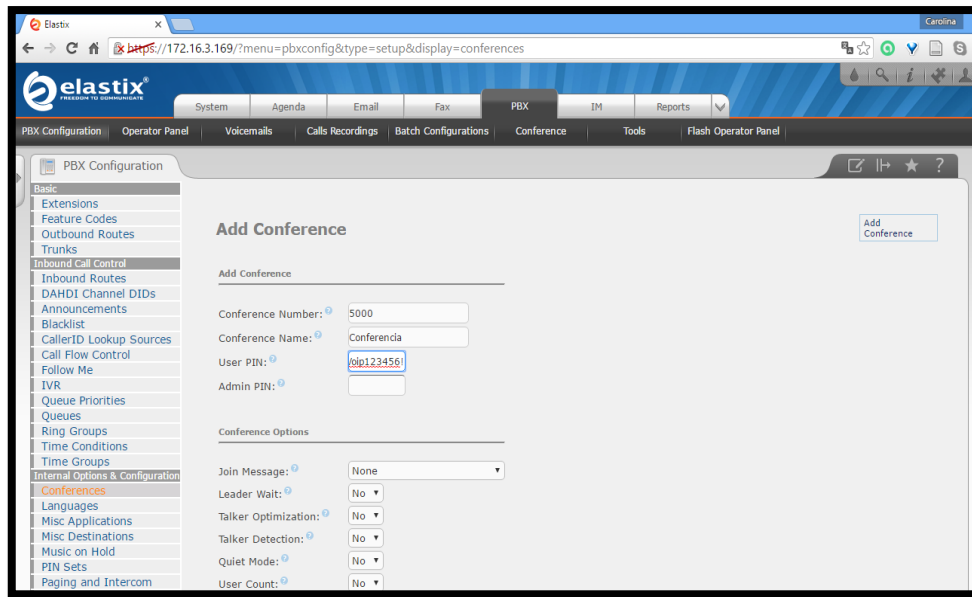 Elastix
Carolina
https://172.16.3.169/?menu=pbxconfig&type=setup&display=conferences
elastix®
FREEDOM TO COMMUNICATE
System Agenda Email Fax PBX IM Reports
PBX Configuration Operator Panel Voicemails Calls Recordings Batch Configurations Conference Tools Flash Operator Panel
PBX Configuration
Basic
Extensions
Feature Codes
Outbound Routes
Trunks
Inbound Call Control
Inbound Routes
DAHDI Channel DIDs
Announcements
Blacklist
CallerID Lookup Sources
Call Flow Control
Follow Me
IVR
Queue Priorities
Queues
Ring Groups
Time Conditions
Time Groups
Internal Options & Configuration
Conferences
Languages
Misc Applications
Misc Destinations
Music on Hold
PIN Sets
Paging and Intercom
Add Conference
Add
Conference
Add Conference
Conference Number: 5000
Conference Name: Conferencia
User PIN: /oip123456!
Admin PIN:
Conference Options
Join Message: None
Leader Wait: No
Talker Optimization: No
Talker Detection: No
Quiet Mode: No
User Count: No